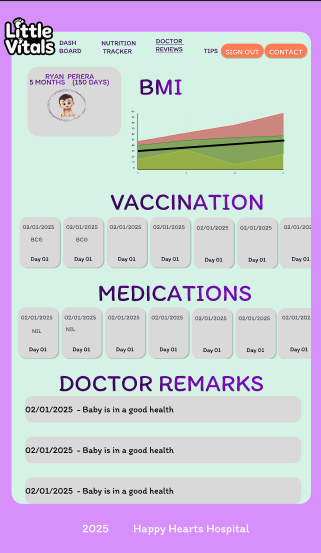 Little
Vitals
DASH
BOARD
NUTRITION
TRACKER
DOCTOR
REVIEWS
TIPS
SIGN OUT
CONTACT
RYAN PERERA
5 MONTHS (150 DAYS)
BMI
VACCINATION
02/01/2025 02/01/2025 02/01/2025 02/01/2025 02/01/2025 02/01/2025
BCG BCG
Day 01 Day 01 Day 01 Day 01 Day 01 Day 01 Day 01
MEDICATIONS
02/01/2025 02/01/2025 02/01/2025 02/01/2025 02/01/2025 02/01/2025
NIL NIL
Day 01 Day 01 Day 01 Day 01 Day 01 Day 01 Day 01
DOCTOR REMARKS
02/01/2025 - Baby is in a good health
02/01/2025 - Baby is in a good health
02/01/2025 - Baby is in a good health
2025 Happy Hearts Hospital